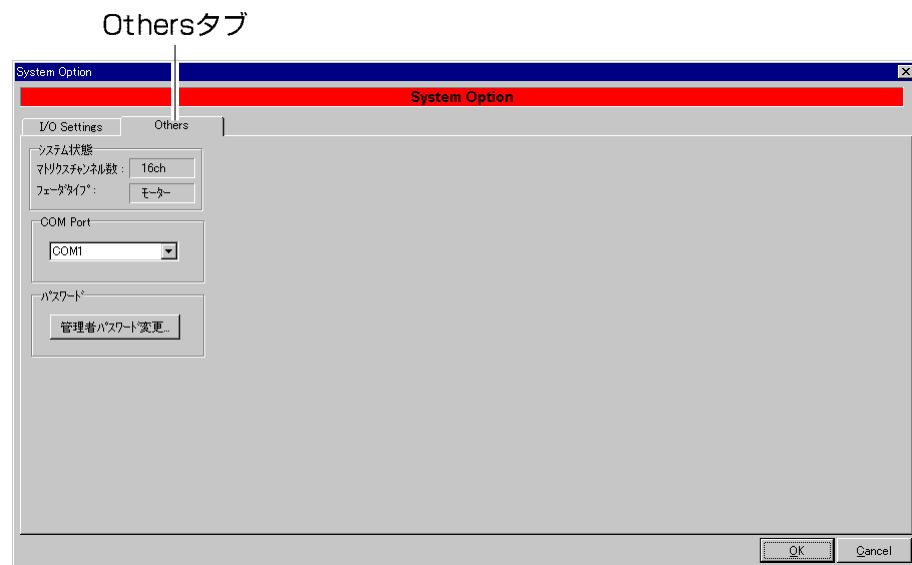 Othersタブ
System Option
System Option
I/O Settings Others
システム状態
マトリクスチャンネル数: 16ch
フェーダタイプ: モーター
COM Port
COM1
パスワード
管理者パスワード変更...
OK Cancel